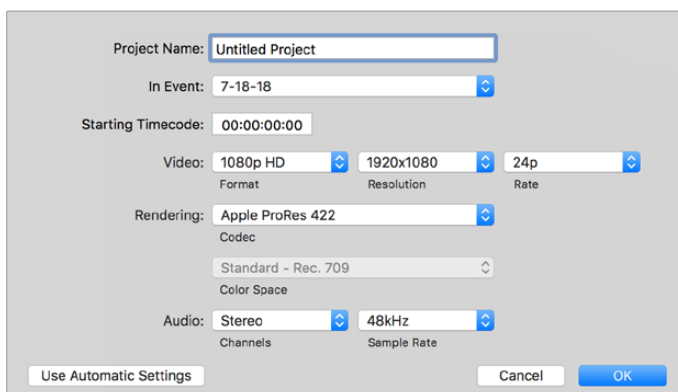 Project Name: Untitled Project
In Event: 7-18-18
Starting Timecode: 00:00:00:00
Video: 1080p HD 1920x1080 24p
Format Resolution Rate
Rendering: Apple ProRes 422
Codec
Standard - Rec. 709
Color Space
Audio: Stereo 48kHz
Channels Sample Rate
Use Automatic Settings Cancel OK